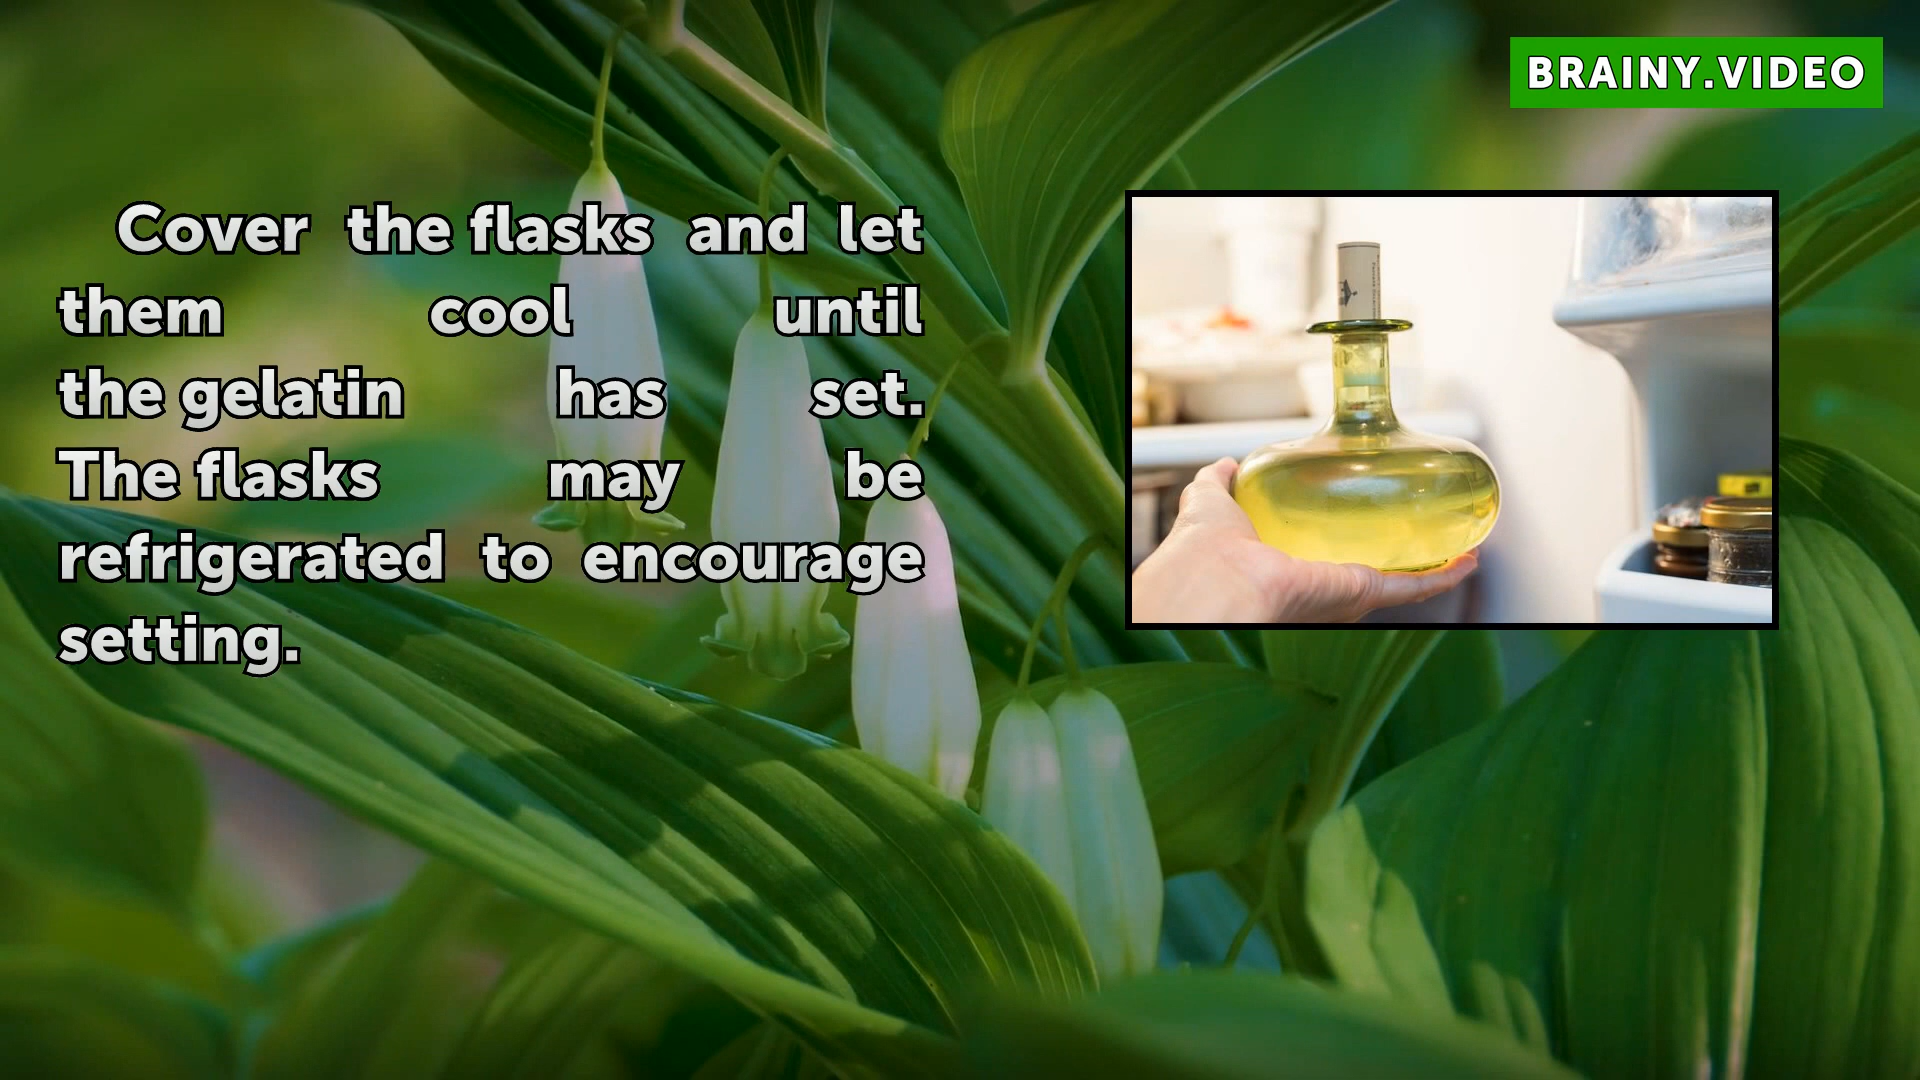 BRAINY.VIDEO
Cover the flasks and let
them cool until
the gelatin has set.
The flasks may be
refrigerated to encourage
setting.